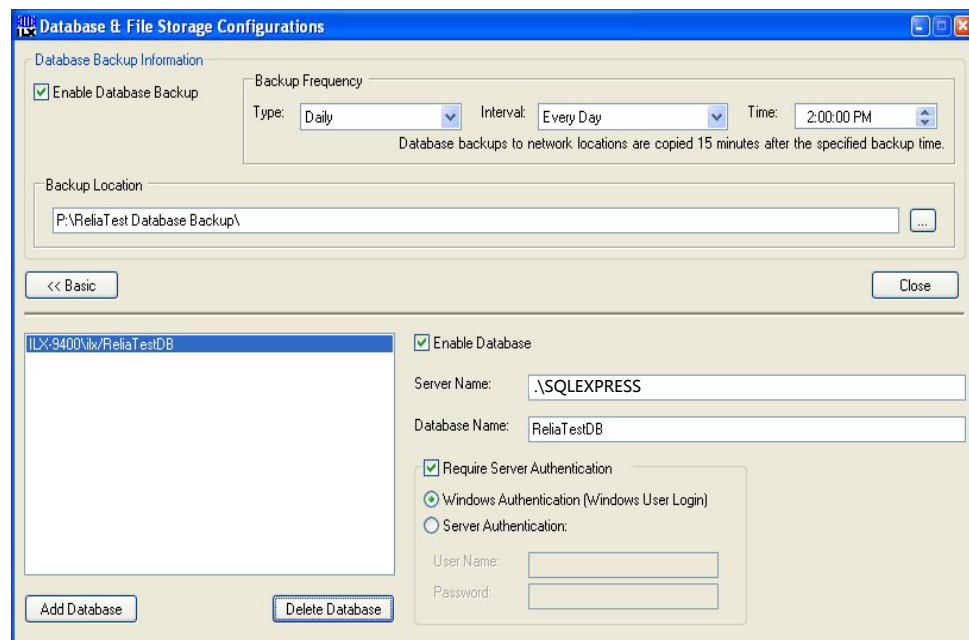 Database & File Storage Configurations
Database Backup Information
Enable Database Backup
Backup Frequency
Type: Daily Interval: Every Day Time: 2:00:00 PM
Database backups to network locations are copied 15 minutes after the specified backup time.
Backup Location
P:\ReliaTest Database Backup\ ...
<< Basic Close
ILX-9400\ilx/ReliaTestDB
Enable Database
Server Name: .\SQLEXPRESS
Database Name: ReliaTestDB
Require Server Authentication
Windows Authentication (Windows User Login)
Server Authentication:
User Name:
Password:
Add Database Delete Database